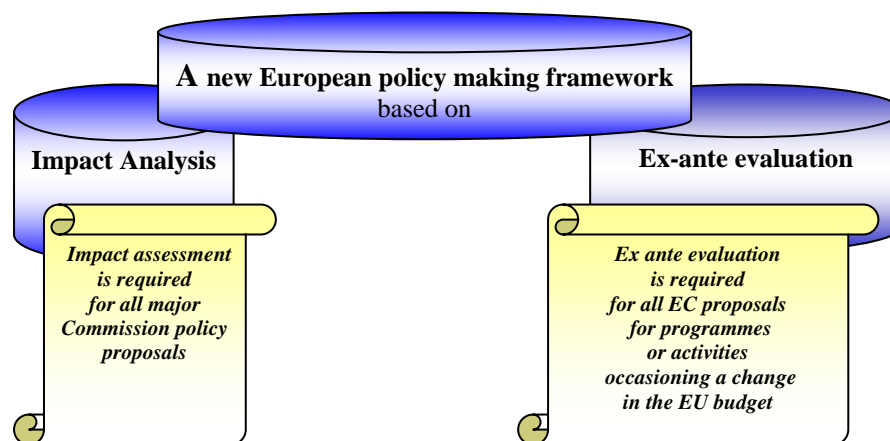 A new European policy making framework
based on
Impact Analysis
Ex-ante evaluation
Impact assessment
is required
for all major
Commission policy
proposals
Ex ante evaluation
is required
for all EC proposals
for programmes
or activities
occasioning a change
in the EU budget